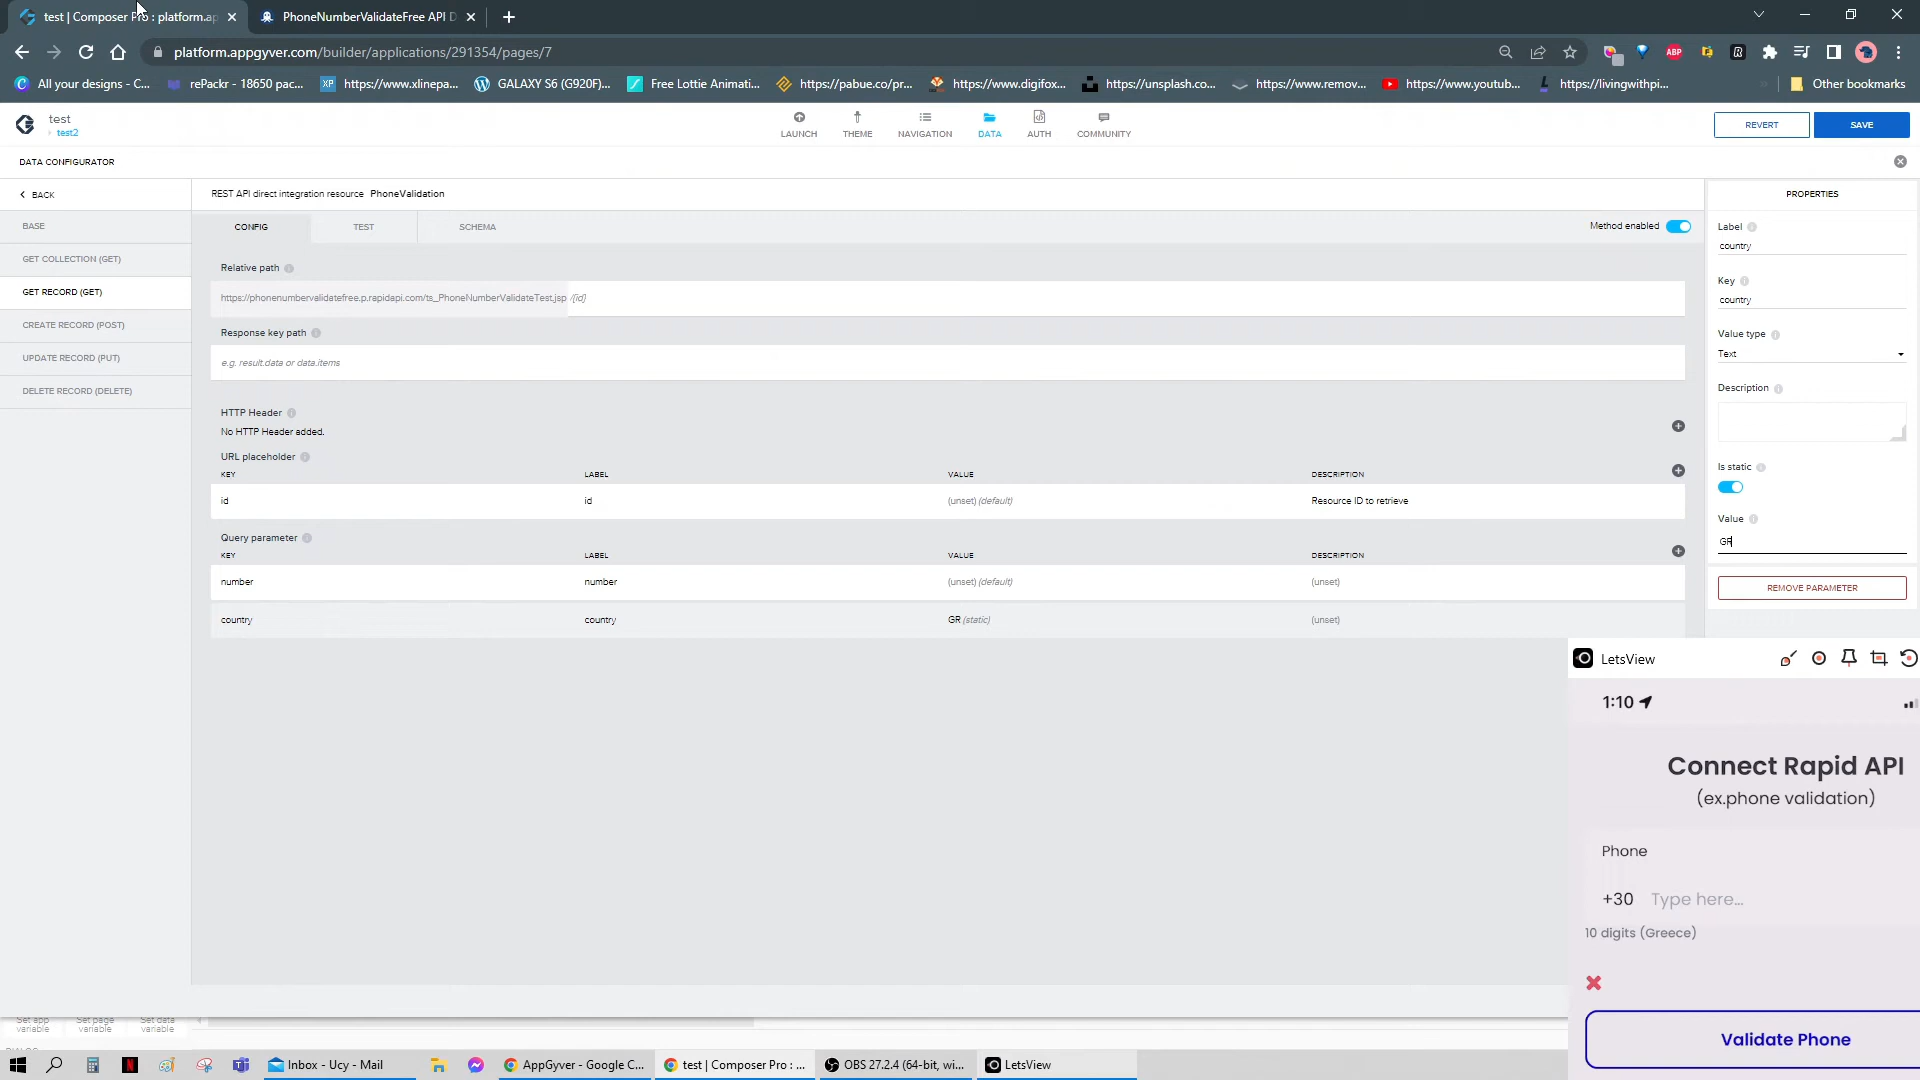 test | Composer Pro : platform.ap
PhoneNumberValidateFree API D
platform.appgyver.com/builder/applications/291354/pages/7
ABP
All your designs - C...
rePackr - 18650 pac...
XP
https://www.xlinepa...
GALAXY S6 (G920F)...
Free Lottie Animati...
https://pabue.co/pr...
https://www.digifox...
https://unsplash.co...
https://www.remov...
https://www.youtub...
https://livingwithpi...
Other bookmarks
test
test2
LAUNCH
THEME
NAVIGATION
DATA
AUTH
COMMUNITY
REVERT
SAVE
DATA CONFIGURATOR
BACK
REST API direct integration resource PhoneValidation
PROPERTIES
BASE
GET COLLECTION (GET)
GET RECORD (GET)
CREATE RECORD (POST)
UPDATE RECORD (PUT)
DELETE RECORD (DELETE)
CONFIG
TEST
SCHEMA
Method enabled
Relative path
https://phonenumbervalidatefree.p.rapidapi.com/ts_PhoneNumberValidateTest.jsp /{id}
Response key path
e.g. result.data or data.items
HTTP Header
No HTTP Header added.
URL placeholder
KEY LABEL VALUE DESCRIPTION
id id (unset) (default) Resource ID to retrieve
Query parameter
KEY LABEL VALUE DESCRIPTION
number number (unset) (default) (unset)
country country GR (static) (unset)
Label
country
Key
country
Value type
Text
Description
Is static
Value
GR
REMOVE PARAMETER
LetsView
1:10
Connect Rapid API
(ex.phone validation)
Phone
+30 Type here...
10 digits (Greece)
Validate Phone
Set app variable
Set page variable
Set data variable
Inbox - Ucy - Mail
AppGyver - Google C...
test | Composer Pro : ...
OBS 27.2.4 (64-bit, wi...
LetsView